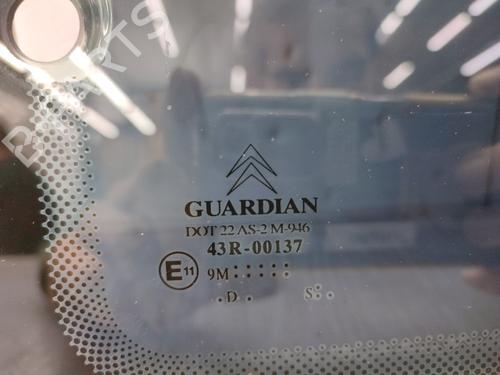 GUARDIAN
DOT 22 AS-2 M-946
43R-00137
E11 9M
.D. S: